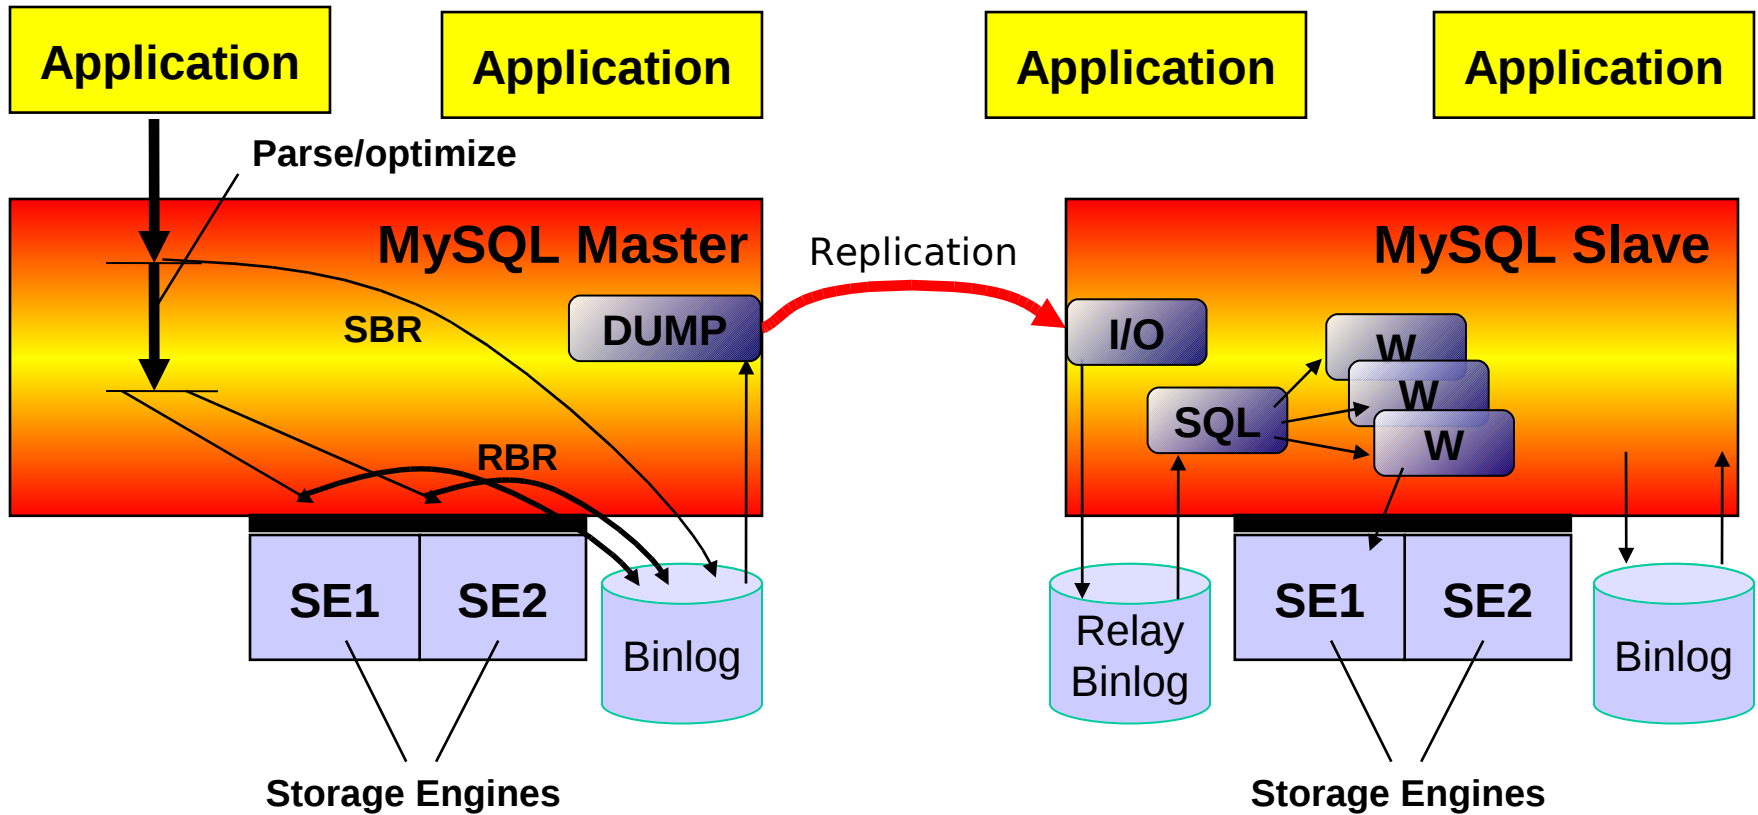 Application
Application
Application
Application
Parse/optimize
MySQL Master
Replication
MySQL Slave
SBR
DUMP
I/O
W
W
SQL
W
RBR
SE1
SE2
Binlog
Relay
Binlog
SE1
SE2
Binlog
Storage Engines
Storage Engines